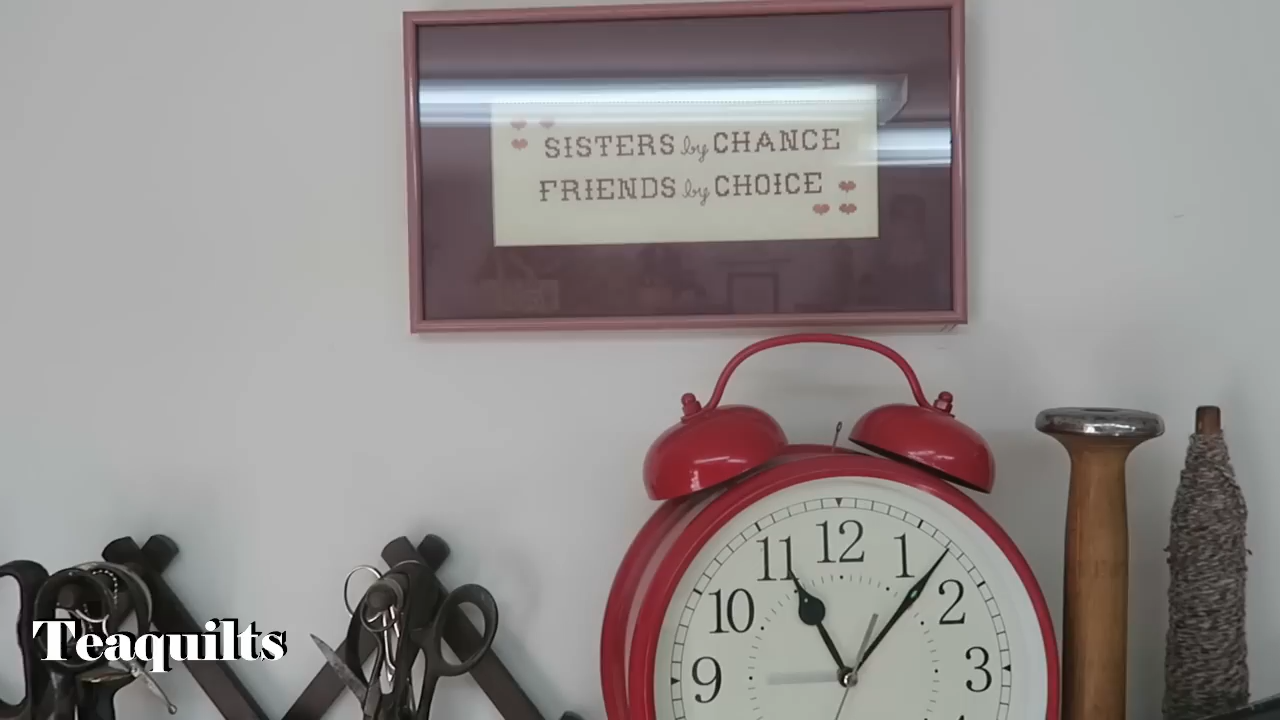 SISTERS by CHANCE
FRIENDS by CHOICE
11 12 1
10 2
9 3
Teaquilts